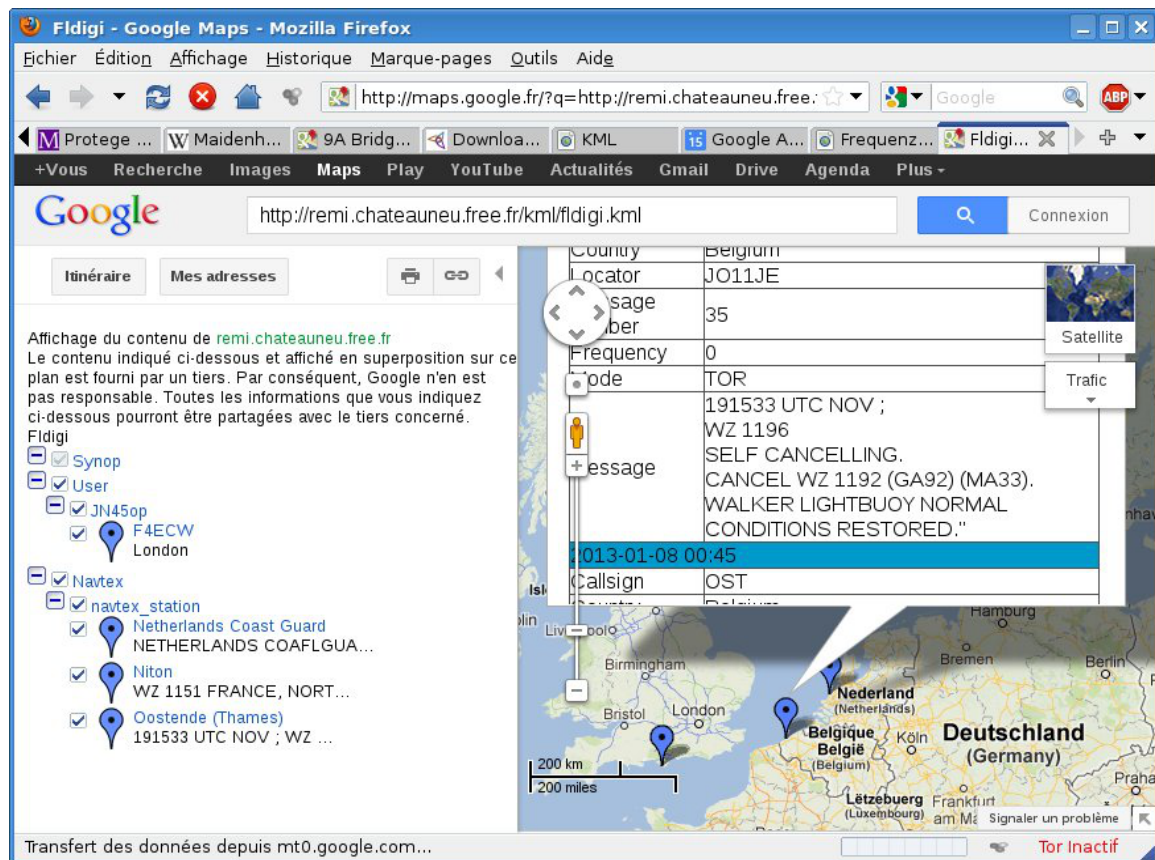 Fldigi - Google Maps - Mozilla Firefox
Fichier Édition Affichage Historique Marque-pages Outils Aide
http://maps.google.fr/?q=http://remi.chateauneu.free. Google ABP
Protege ... Maidenh... 9A Bridg... Downloa... KML 15 Google A... Frequenz... Fldigi...
+Vous Recherche Images Maps Play YouTube Actualités Gmail Drive Agenda Plus
Google http://remi.chateauneu.free.fr/kml/fldigi.kml Connexion
Itinéraire Mes adresses
Affichage du contenu de remi.chateauneu.free.fr
Le contenu indiqué ci-dessous et affiché en superposition sur ce
plan est fourni par un tiers. Par conséquent, Google n'en est
pas responsable. Toutes les informations que vous indiquez
ci-dessous pourront être partagées avec le tiers concerné.
Fldigi
Synop
User
JN45op
F4ECW
London
Navtex
navtex_station
Netherlands Coast Guard
NETHERLANDS COAFLGUA...
Niton
WZ 1151 FRANCE, NORT...
Oostende (Thames)
191533 UTC NOV ; WZ ...
Country Belgium
Locator JO11JE
ssage
ber 35
Frequency 0
Mode TOR
essage
191533 UTC NOV ;
WZ 1196
SELF CANCELLING.
CANCEL WZ 1192 (GA92) (MA33).
WALKER LIGHTBUOY NORMAL
CONDITIONS RESTORED."
2013-01-08 00:45
Callsign OST
Country Belgium
Satellite
Trafic
Hamburg
Birmingham
Bremen
Berlin
Nederland
(Netherlands)
Bristol
London
Belgique
België
(Belgium)
Köln
Deutschland
(Germany)
Praha
200 km
200 miles
Lëtzebuerg
(Luxembourg)
Frankfurt
am Ma
Signaler un problème
Transfert des données depuis mt0.google.com... Tor Inactif